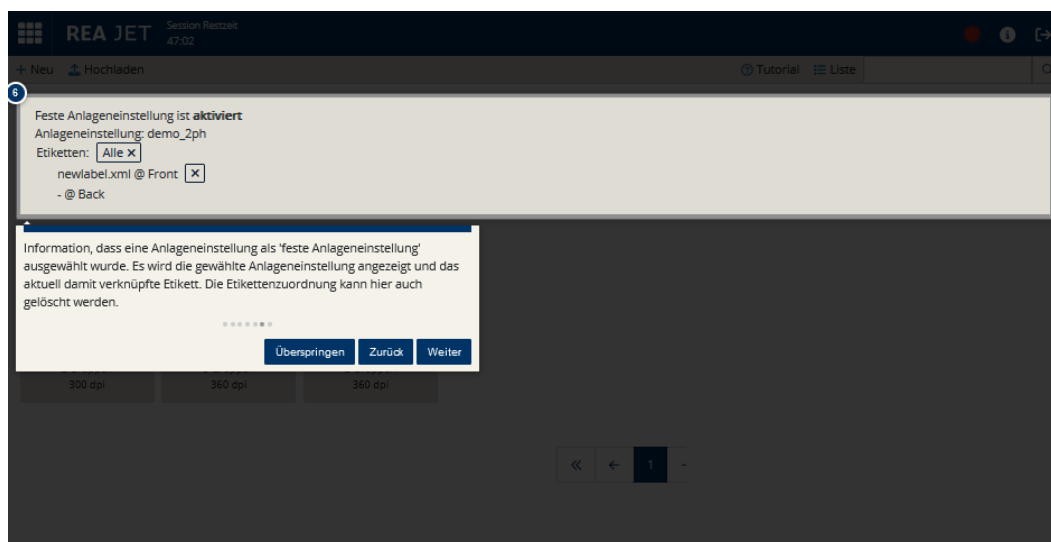 REA JET
Session Restzeit
47:02
+ Neu
Hochladen
Tutorial
Liste
6
Feste Anlageneinstellung ist aktiviert
Anlageneinstellung: demo_2ph
Etiketten: Alle ×
newlabel.xml @ Front ×
- @ Back
Information, dass eine Anlageneinstellung als 'feste Anlageneinstellung'
ausgewählt wurde. Es wird die gewählte Anlageneinstellung angezeigt und das
aktuell damit verknüpfte Etikett. Die Etikettenzuordnung kann hier auch
gelöscht werden.
Überspringen
Zurück
Weiter
300 dpi
360 dpi
360 dpi
1